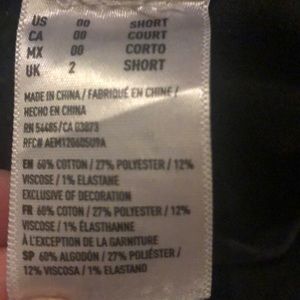 US 00 SHORT
CA 00 COURT
MX 00 CORTO
UK 2 SHORT
MADE IN CHINA / FABRIQUÉ EN CHINE /
HECHO EN CHINA
RN 54485/CA 03873
RFC# AEM120605U9A
EN 60% COTTON / 27% POLYESTER / 12%
VISCOSE / 1% ELASTANE
EXCLUSIVE OF DECORATION
FR 60% COTON / 27% POLYESTER / 12%
VISCOSE / 1% ÉLASTHANNE
À L'EXCEPTION DE LA GARNITURE
SP 60% ALGODÓN / 27% POLIÉSTER /
12% VISCOSA / 1% ELASTANO